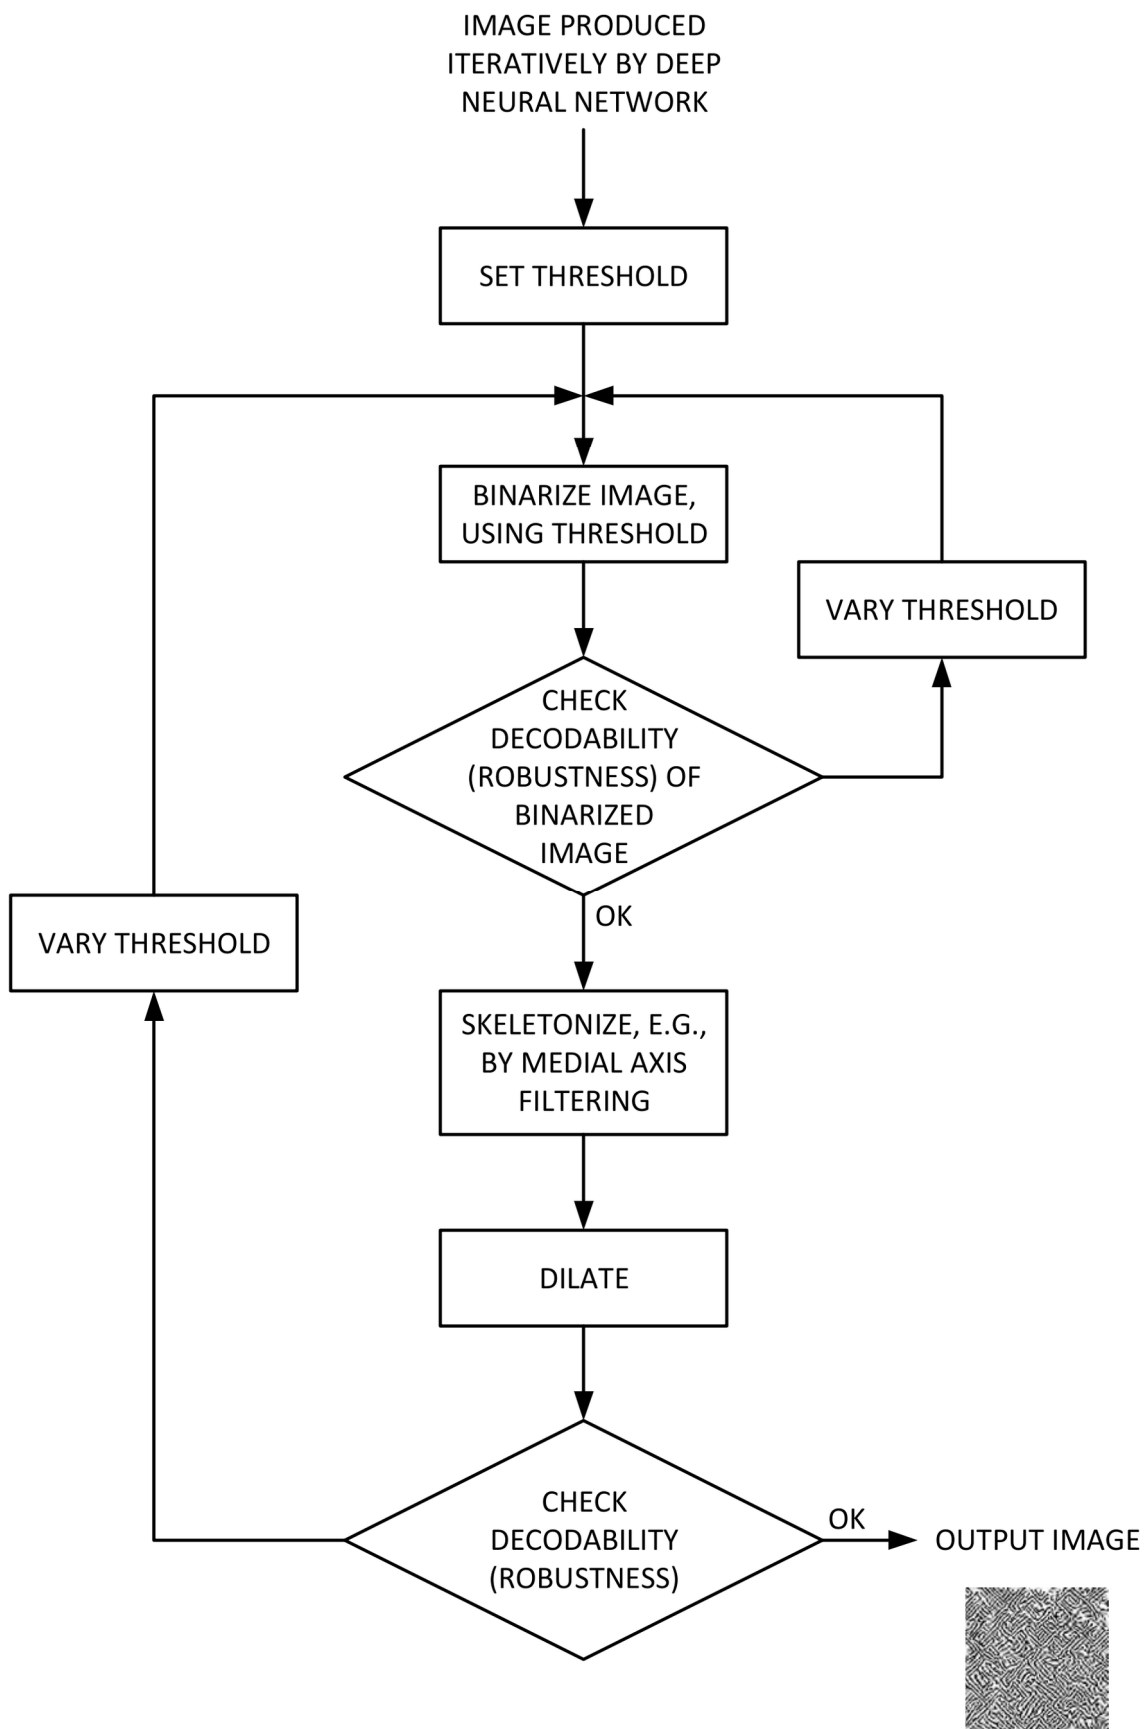 IMAGE PRODUCED
ITERATIVELY BY DEEP
NEURAL NETWORK
SET THRESHOLD
BINARIZE IMAGE,
USING THRESHOLD
VARY THRESHOLD
CHECK
DECODABILITY
(ROBUSTNESS) OF
BINARIZED
IMAGE
OK
VARY THRESHOLD
SKELETONIZE, E.G.,
BY MEDIAL AXIS
FILTERING
DILATE
CHECK
DECODABILITY
(ROBUSTNESS)
OK
OUTPUT IMAGE